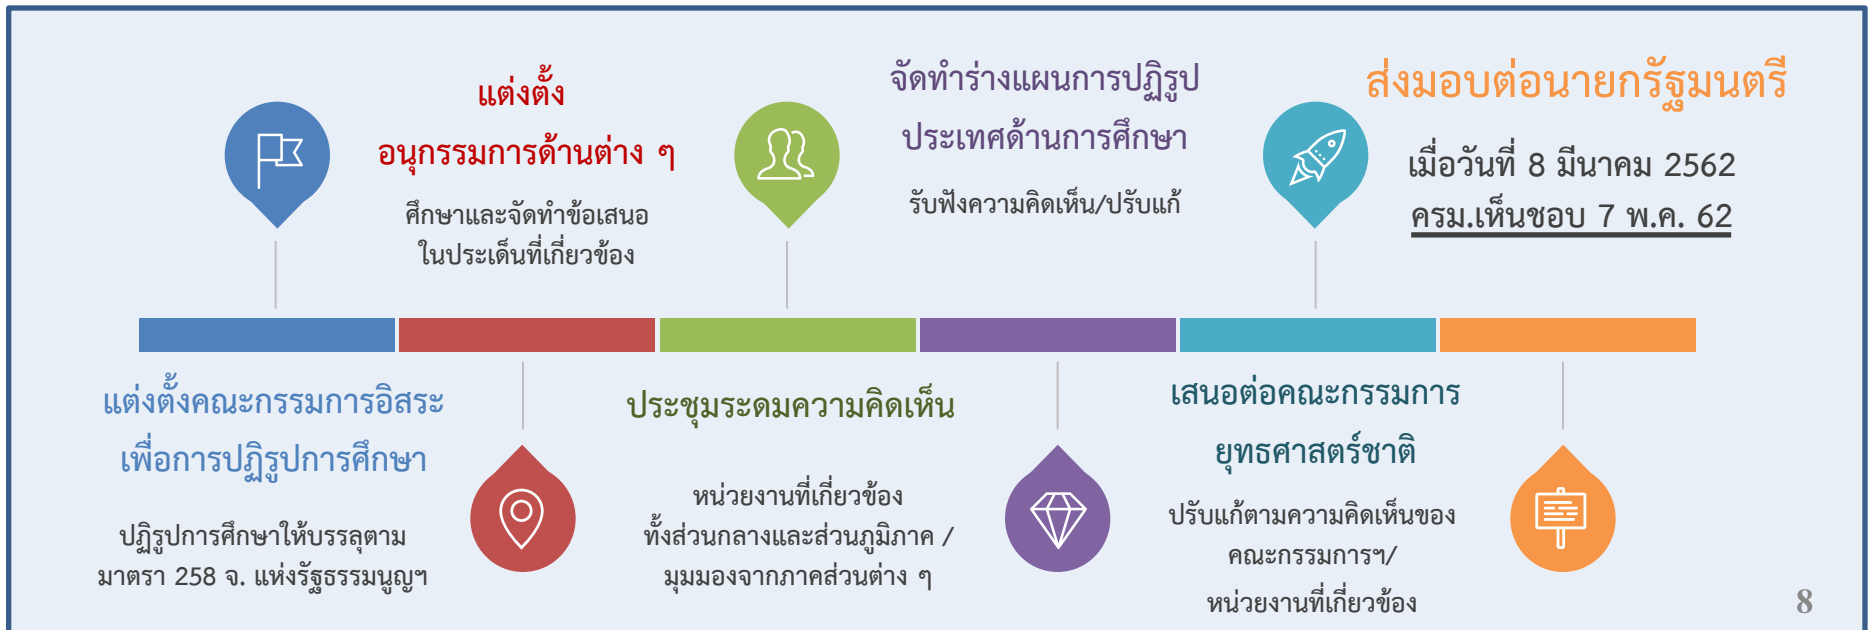 แต่งตั้ง
อนุกรรมการด้านต่าง ๆ
ศึกษาและจัดทำข้อเสนอ
ในประเด็นที่เกี่ยวข้อง
จัดทำร่างแผนการปฏิรูป
ประเทศด้านการศึกษา
รับฟังความคิดเห็น/ปรับแก้
ส่งมอบต่อนายกรัฐมนตรี
เมื่อวันที่ 8 มีนาคม 2562
ครม.เห็นชอบ 7 พ.ค. 62
แต่งตั้งคณะกรรมการอิสระ
เพื่อการปฏิรูปการศึกษา
ปฏิรูปการศึกษาให้บรรลุตาม
มาตรา 258 จ. แห่งรัฐธรรมนูญฯ
ประชุมระดมความคิดเห็น
หน่วยงานที่เกี่ยวข้อง
ทั้งส่วนกลางและส่วนภูมิภาค /
มุมมองจากภาคส่วนต่าง ๆ
เสนอต่อคณะกรรมการ
ยุทธศาสตร์ชาติ
ปรับแก้ตามความคิดเห็นของ
คณะกรรมการฯ/
หน่วยงานที่เกี่ยวข้อง
8